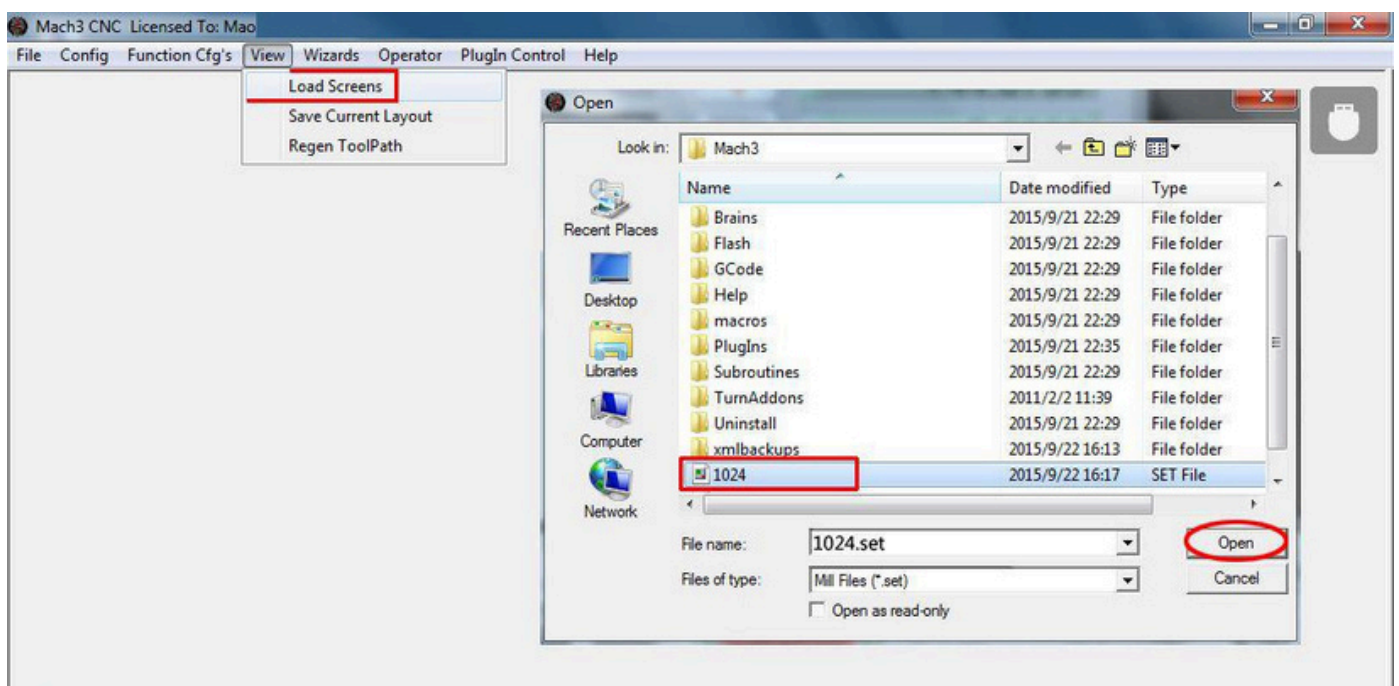 Mach3 CNC Licensed To: Mao
File Config Function Cfg's View Wizards Operator PlugIn Control Help
Load Screens
Save Current Layout
Regen ToolPath
Open
Look in: Mach3
Name Date modified Type
Brains 2015/9/21 22:29 File folder
Flash 2015/9/21 22:29 File folder
GCode 2015/9/21 22:29 File folder
Help 2015/9/21 22:29 File folder
macros 2015/9/21 22:29 File folder
PlugIns 2015/9/21 22:35 File folder
Subroutines 2015/9/21 22:29 File folder
TurnAddons 2011/2/2 11:39 File folder
Uninstall 2015/9/21 22:29 File folder
xmlbackups 2015/9/22 16:13 File folder
1024 2015/9/22 16:17 SET File
Recent Places
Desktop
Libraries
Computer
Network
File name: 1024.set Open
Files of type: Mill Files (*.set) Cancel
Open as read-only